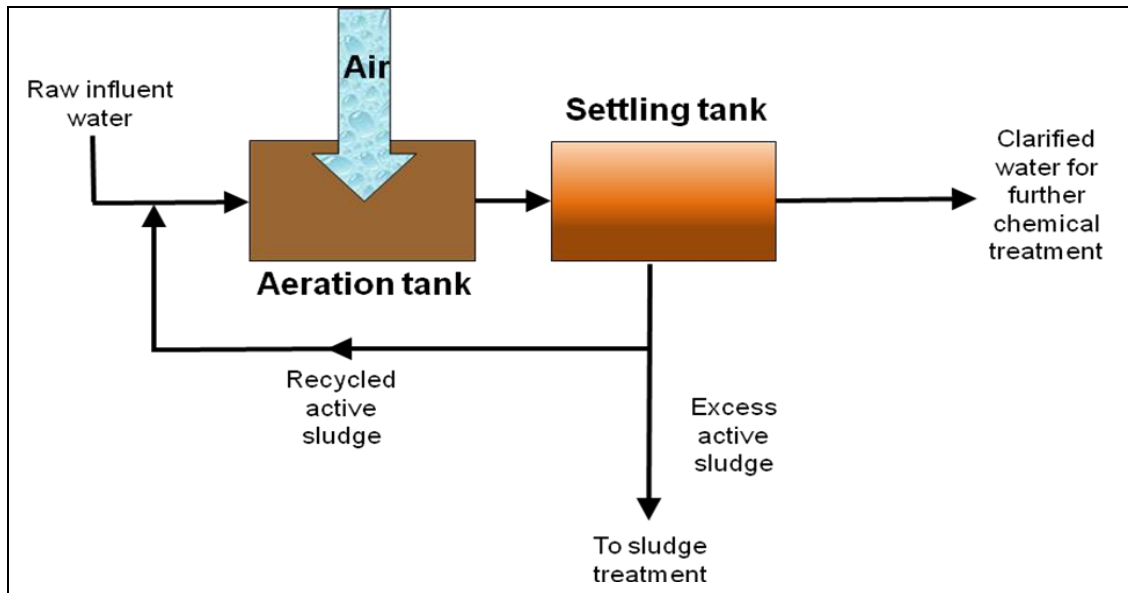 Air
Raw influent
water
Settling tank
Clarified
water for
further
chemical
treatment
Aeration tank
Recycled
active
sludge
Excess
active
sludge
To sludge
treatment